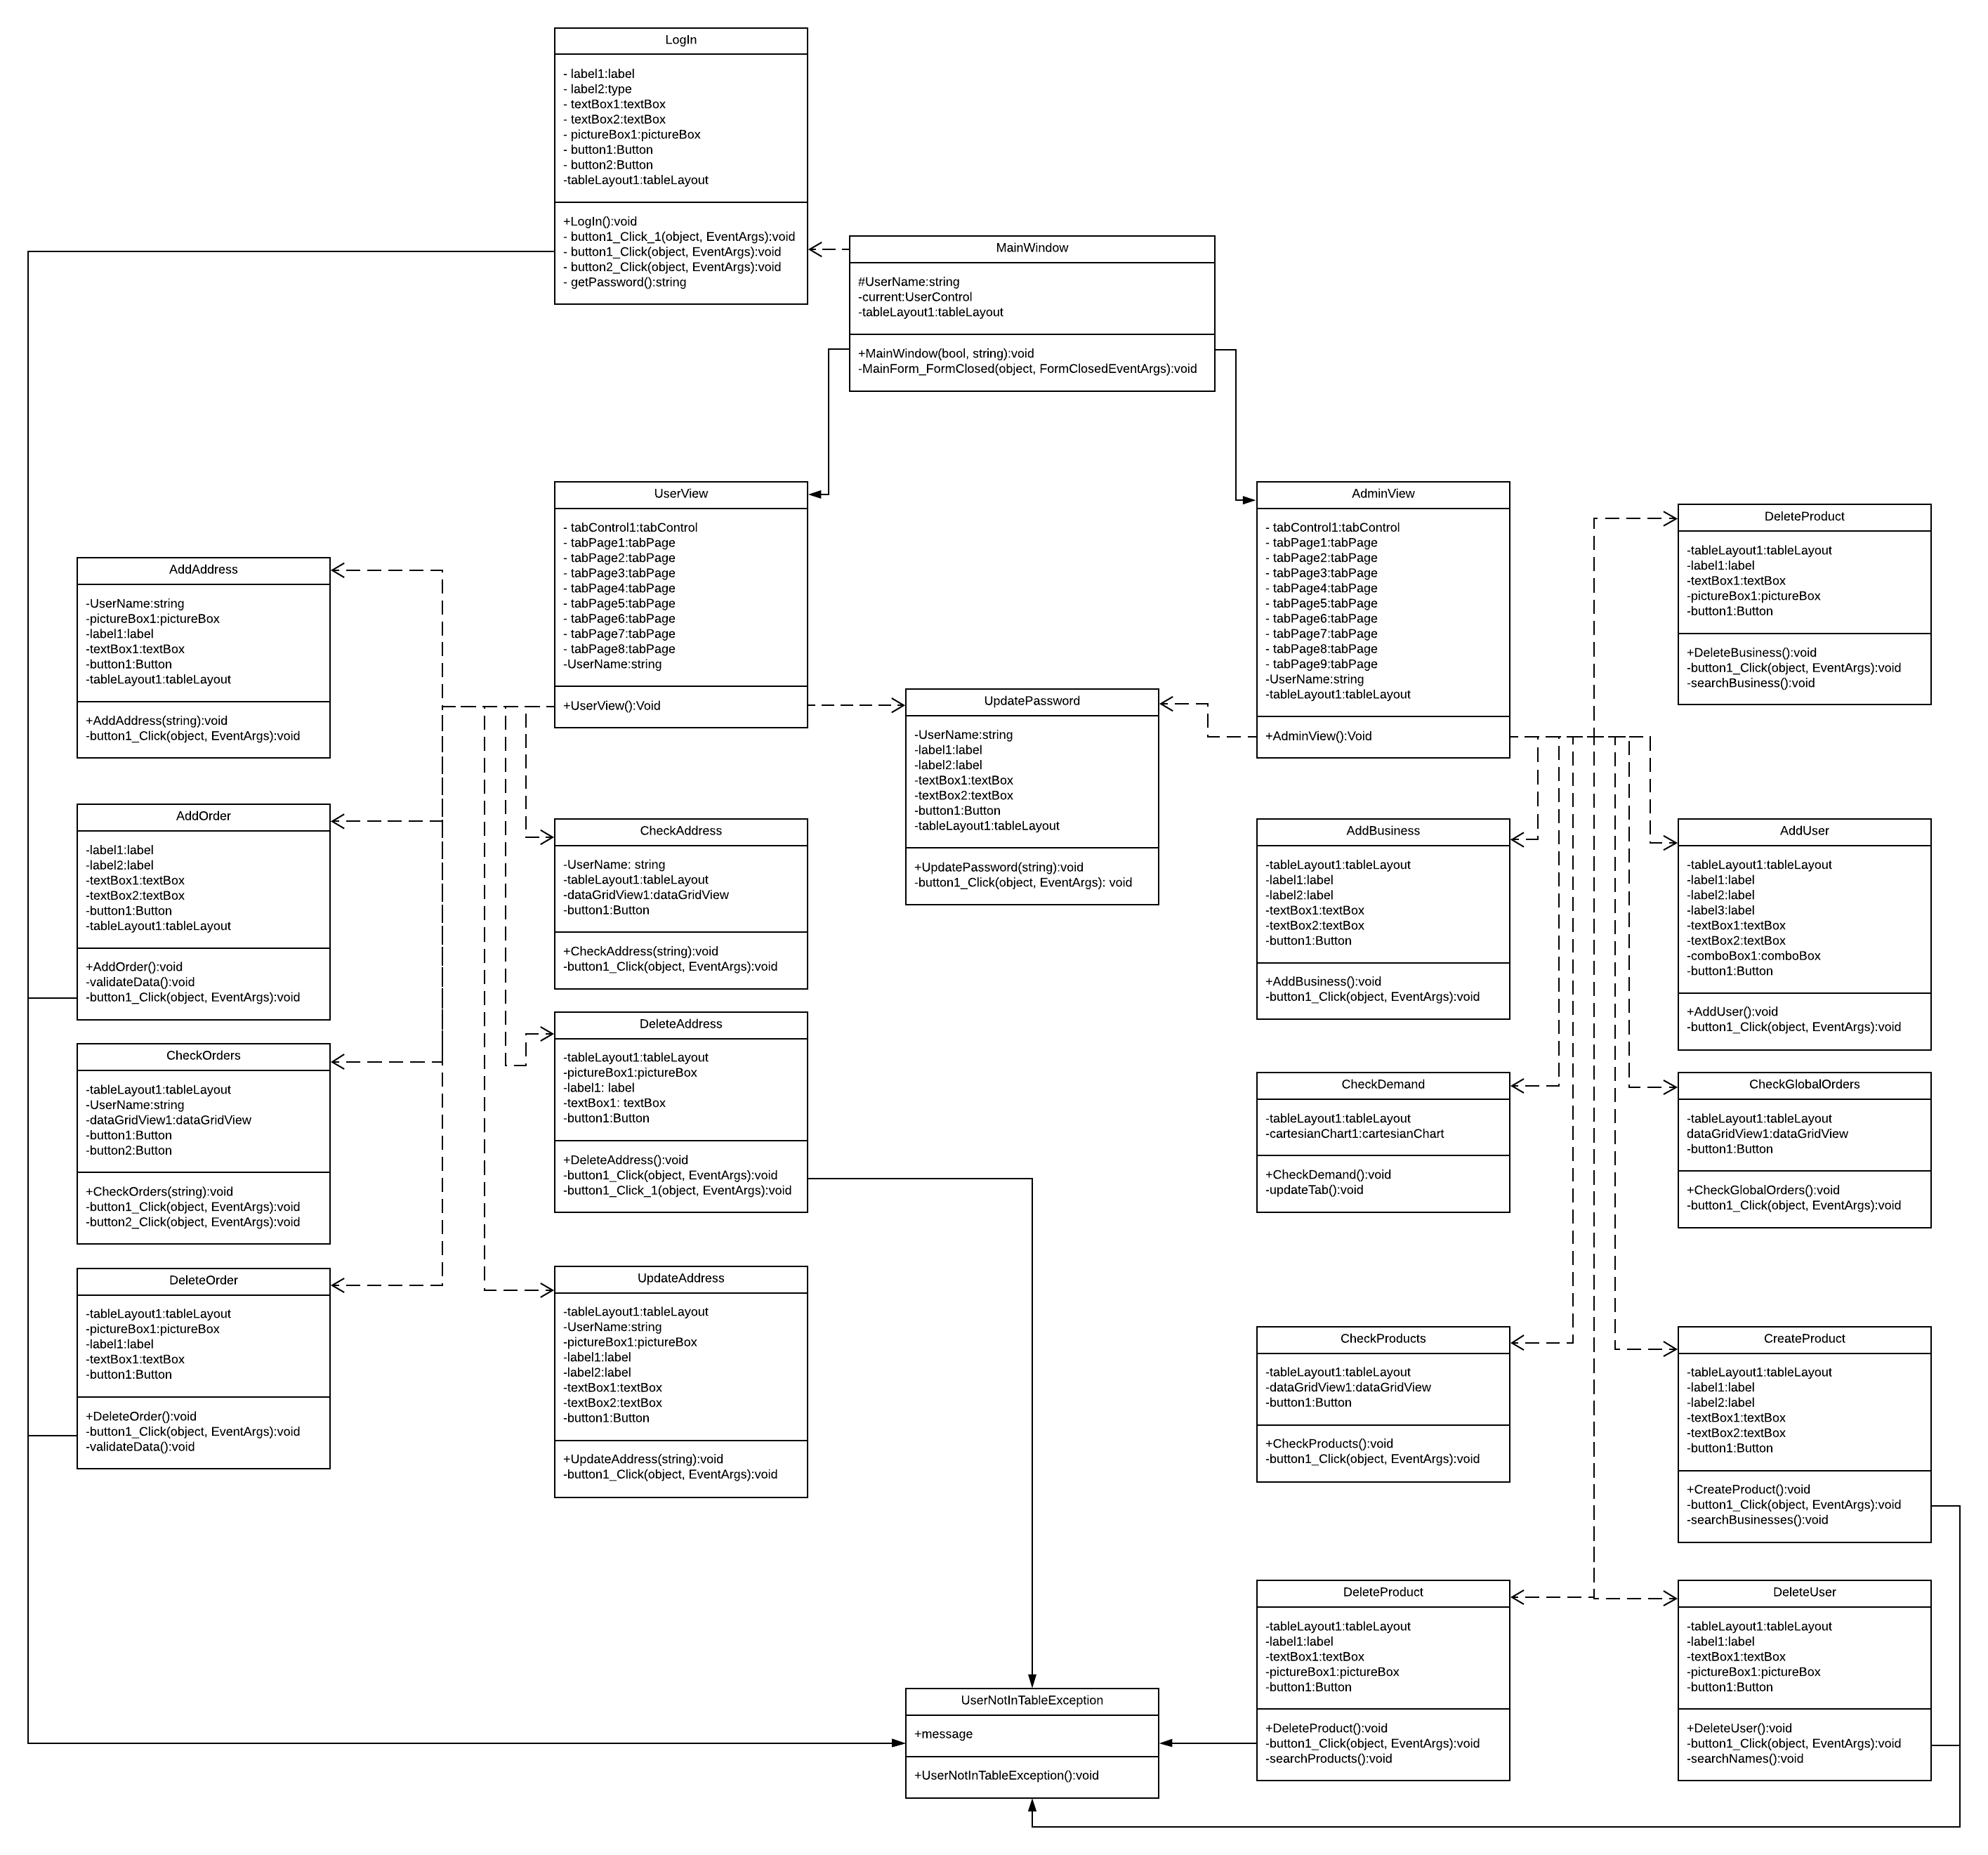 LogIn
- label1:label
- label2:type
- textBox1:textBox
- textBox2:textBox
- pictureBox1:pictureBox
- button1:Button
- button2:Button
-tableLayout1:tableLayout
+LogIn():void
- button1_Click_1(object, EventArgs):void
- button1_Click(object, EventArgs):void
- button2_Click(object, EventArgs):void
- getPassword():string
MainWindow
#UserName:string
-current:UserControl
-tableLayout1:tableLayout
+MainWindow(bool, string):void
-MainForm_FormClosed(object, FormClosedEventArgs):void
UserView
- tabControl1:tabControl
- tabPage1:tabPage
- tabPage2:tabPage
- tabPage3:tabPage
- tabPage4:tabPage
- tabPage5:tabPage
- tabPage6:tabPage
- tabPage7:tabPage
- tabPage8:tabPage
-UserName:string
+UserView():Void
AdminView
- tabControl1:tabControl
- tabPage1:tabPage
- tabPage2:tabPage
- tabPage3:tabPage
- tabPage4:tabPage
- tabPage5:tabPage
- tabPage6:tabPage
- tabPage7:tabPage
- tabPage8:tabPage
- tabPage9:tabPage
-UserName:string
-tableLayout1:tableLayout
+AdminView():Void
DeleteProduct
-tableLayout1:tableLayout
-label1:label
-textBox1:textBox
-pictureBox1:pictureBox
-button1:Button
+DeleteBusiness():void
-button1_Click(object, EventArgs):void
-searchBusiness():void
AddAddress
-UserName:string
-pictureBox1:pictureBox
-label1:label
-textBox1:textBox
-button1:Button
-tableLayout1:tableLayout
+AddAddress(string):void
-button1_Click(object, EventArgs):void
UpdatePassword
-UserName:string
-label1:label
-label2:label
-textBox1:textBox
-textBox2:textBox
-button1:Button
-tableLayout1:tableLayout
+UpdatePassword(string):void
-button1_Click(object, EventArgs): void
AddOrder
-label1:label
-label2:label
-textBox1:textBox
-textBox2:textBox
-button1:Button
-tableLayout1:tableLayout
+AddOrder():void
-validateData():void
-button1_Click(object, EventArgs):void
CheckAddress
-UserName: string
-tableLayout1:tableLayout
-dataGridView1:dataGridView
-button1:Button
+CheckAddress(string):void
-button1_Click(object, EventArgs):void
AddBusiness
-tableLayout1:tableLayout
-label1:label
-label2:label
-textBox1:textBox
-textBox2:textBox
-button1:Button
+AddBusiness():void
-button1_Click(object, EventArgs):void
AddUser
-tableLayout1:tableLayout
-label1:label
-label2:label
-label3:label
-textBox1:textBox
-textBox2:textBox
-comboBox1:comboBox
-button1:Button
+AddUser():void
-button1_Click(object, EventArgs):void
CheckOrders
-tableLayout1:tableLayout
-UserName:string
-dataGridView1:dataGridView
-button1:Button
-button2:Button
+CheckOrders(string):void
-button1_Click(object, EventArgs):void
-button2_Click(object, EventArgs):void
DeleteAddress
-tableLayout1:tableLayout
-pictureBox1:pictureBox
-label1: label
-textBox1: textBox
-button1:Button
+DeleteAddress():void
-button1_Click(object, EventArgs):void
-button1_Click_1(object, EventArgs):void
CheckDemand
-tableLayout1:tableLayout
-cartesianChart1:cartesianChart
+CheckDemand():void
-updateTab():void
CheckGlobalOrders
-tableLayout1:tableLayout
dataGridView1:dataGridView
-button1:Button
+CheckGlobalOrders():void
-button1_Click(object, EventArgs):void
DeleteOrder
-tableLayout1:tableLayout
-pictureBox1:pictureBox
-label1:label
-textBox1:textBox
-button1:Button
+DeleteOrder():void
-button1_Click(object, EventArgs):void
-validateData():void
UpdateAddress
-tableLayout1:tableLayout
-UserName:string
-pictureBox1:pictureBox
-label1:label
-label2:label
-textBox1:textBox
-textBox2:textBox
-button1:Button
+UpdateAddress(string):void
-button1_Click(object, EventArgs):void
CheckProducts
-tableLayout1:tableLayout
-dataGridView1:dataGridView
-button1:Button
+CheckProducts():void
-button1_Click(object, EventArgs):void
CreateProduct
-tableLayout1:tableLayout
-label1:label
-label2:label
-textBox1:textBox
-textBox2:textBox
-button1:Button
+CreateProduct():void
-button1_Click(object, EventArgs):void
-searchBusinesses():void
DeleteProduct
-tableLayout1:tableLayout
-label1:label
-textBox1:textBox
-pictureBox1:pictureBox
-button1:Button
+DeleteProduct():void
-button1_Click(object, EventArgs):void
-searchProducts():void
DeleteUser
-tableLayout1:tableLayout
-label1:label
-textBox1:textBox
-pictureBox1:pictureBox
-button1:Button
+DeleteUser():void
-button1_Click(object, EventArgs):void
-searchNames():void
UserNotInTableException
+message
+UserNotInTableException():void